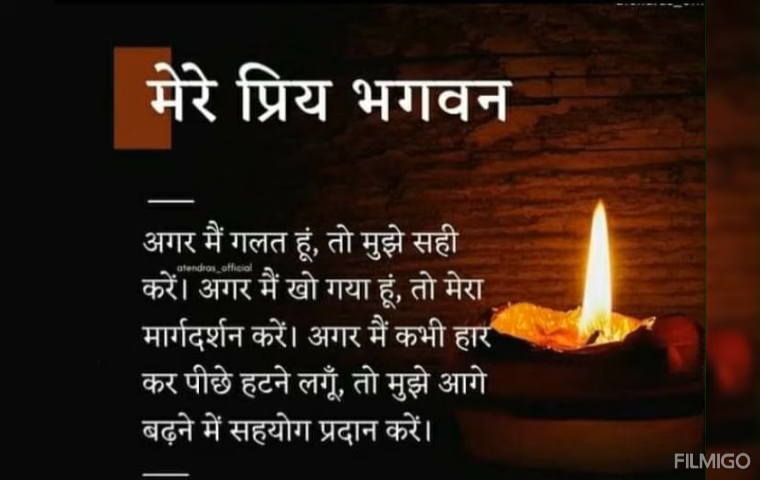 मेरे प्रिय भगवन
अगर मैं गलत हूं, तो मुझे सही
atendras_official
करें। अगर मैं खो गया हूं, तो मेरा
मार्गदर्शन करें। अगर मैं कभी हार
कर पीछे हटने लगूँ, तो मुझे आगे
बढ़ने में सहयोग प्रदान करें।
FILMIGO